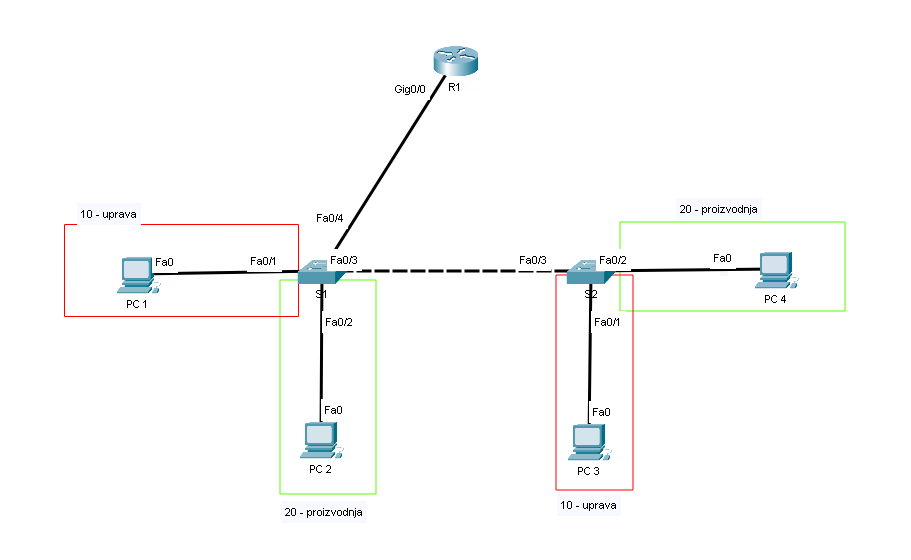 R1
Gig0/0
10 - uprava
20 - proizvodnja
Fa0/4
Fa0
Fa0/1
Fa0/3
Fa0/3
Fa0/2
Fa0
PC 1
S1
S2
PC 4
Fa0/2
Fa0/1
Fa0
Fa0
PC 2
PC 3
20 - proizvodnja
10 - uprava